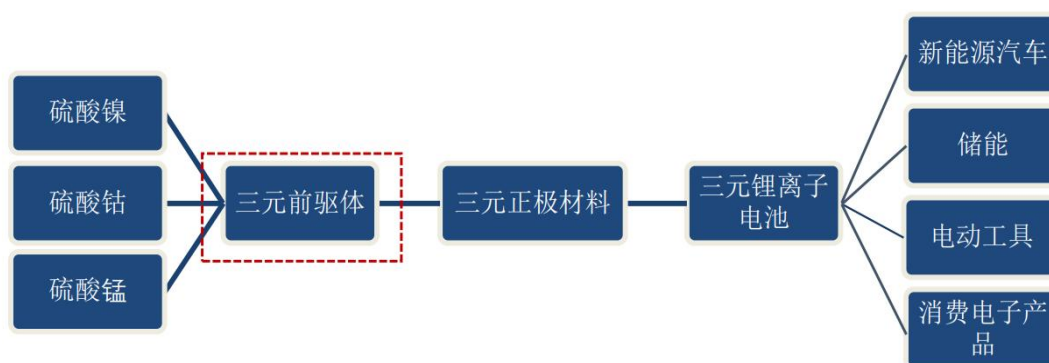 硫酸镍
硫酸钴
硫酸锰
三元前驱体
三元正极材料
三元锂离子
电池
新能源汽车
储能
电动工具
消费电子产
品